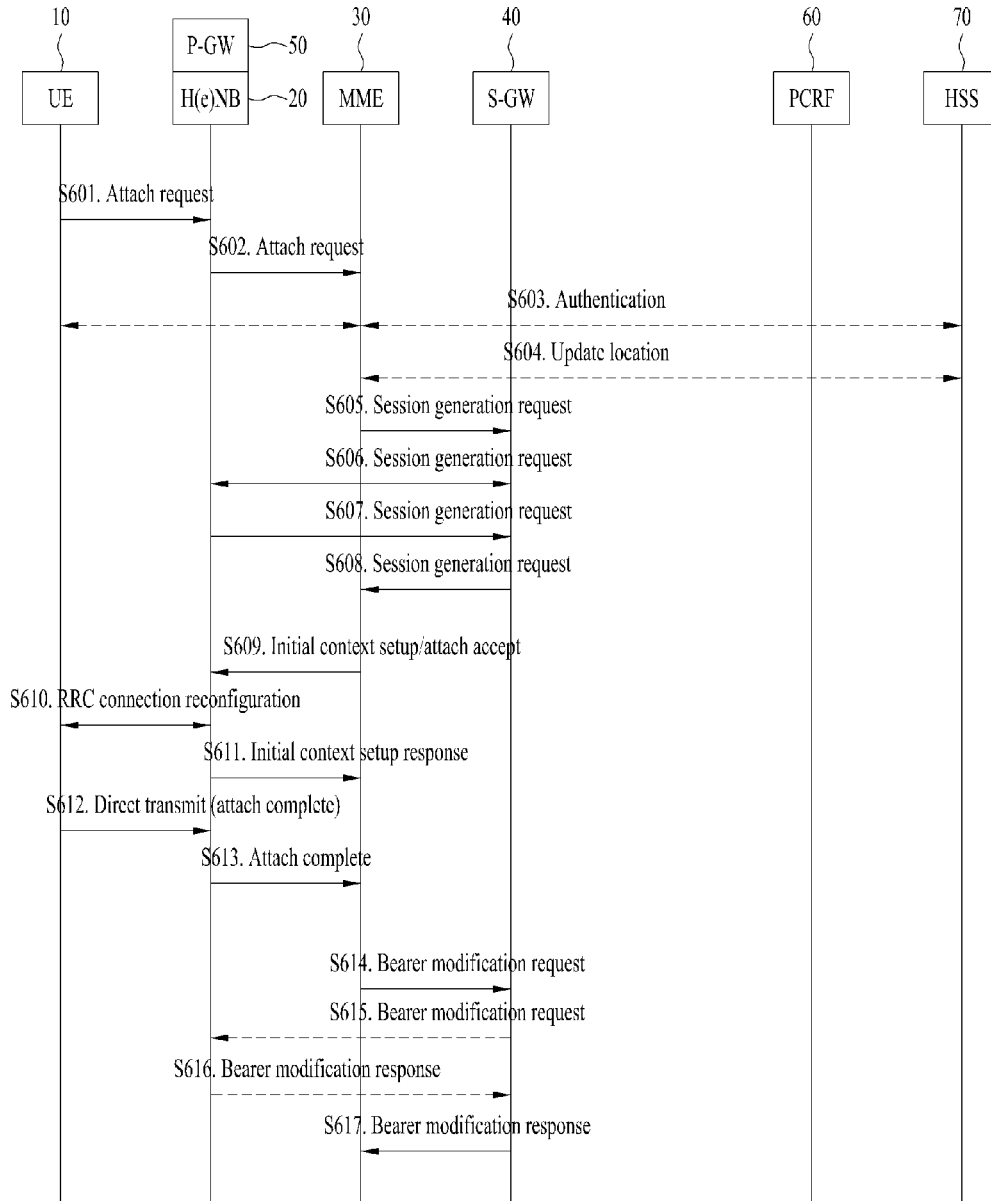 10
30
40
60
70
P-GW
50
UE
H(e)NB
20
MME
S-GW
PCRF
HSS
S601. Attach request
S602. Attach request
S603. Authentication
S604. Update location
S605. Session generation request
S606. Session generation request
S607. Session generation request
S608. Session generation request
S609. Initial context setup/attach accept
S610. RRC connection reconfiguration
S611. Initial context setup response
S612. Direct transmit (attach complete)
S613. Attach complete
S614. Bearer modification request
S615. Bearer modification request
S616. Bearer modification response
S617. Bearer modification response